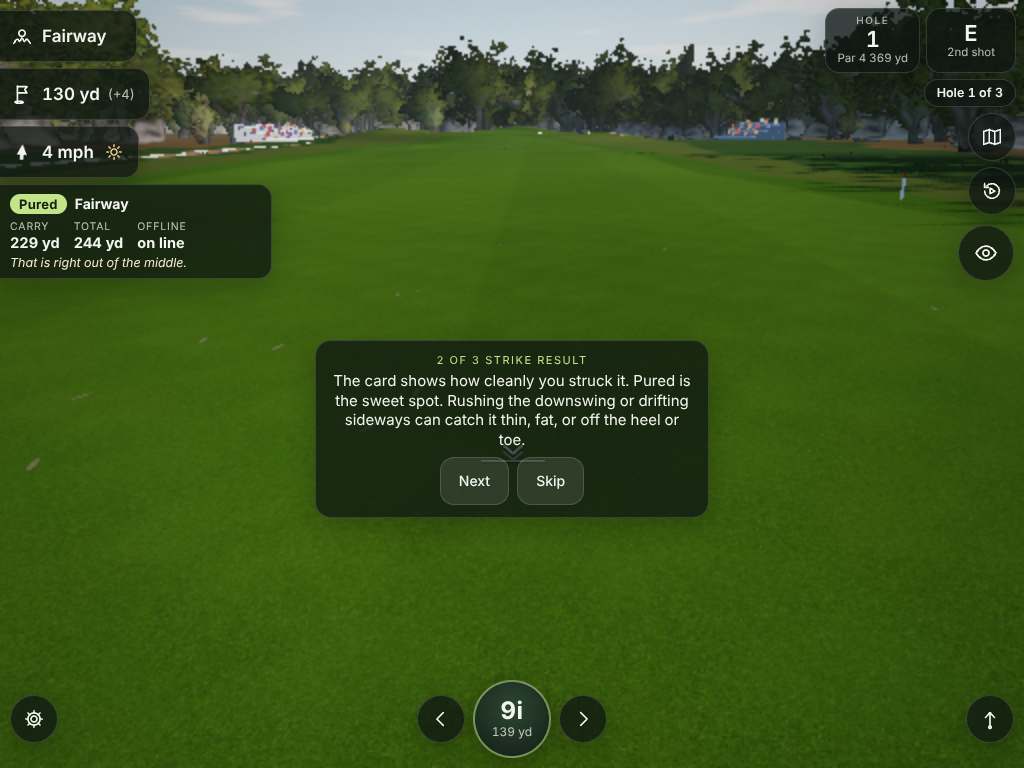 Fairway
130 yd (+4)
4 mph
HOLE
1
Par 4 369 yd
E
2nd shot
Hole 1 of 3
Pured Fairway
CARRY TOTAL OFFLINE
229 yd 244 yd on line
That is right out of the middle.
2 OF 3 STRIKE RESULT
The card shows how cleanly you struck it. Pured is
the sweet spot. Rushing the downswing or drifting
sideways can catch it thin, fat, or off the heel or
toe.
Next Skip
9i
139 yd